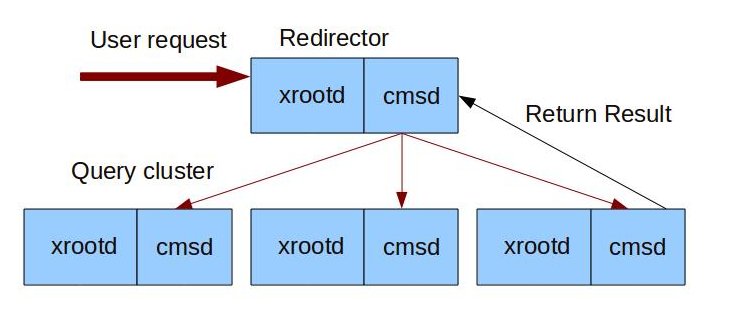 User request
Redirector
xrootd cmsd
Return Result
Query cluster
xrootd cmsd xrootd cmsd xrootd cmsd